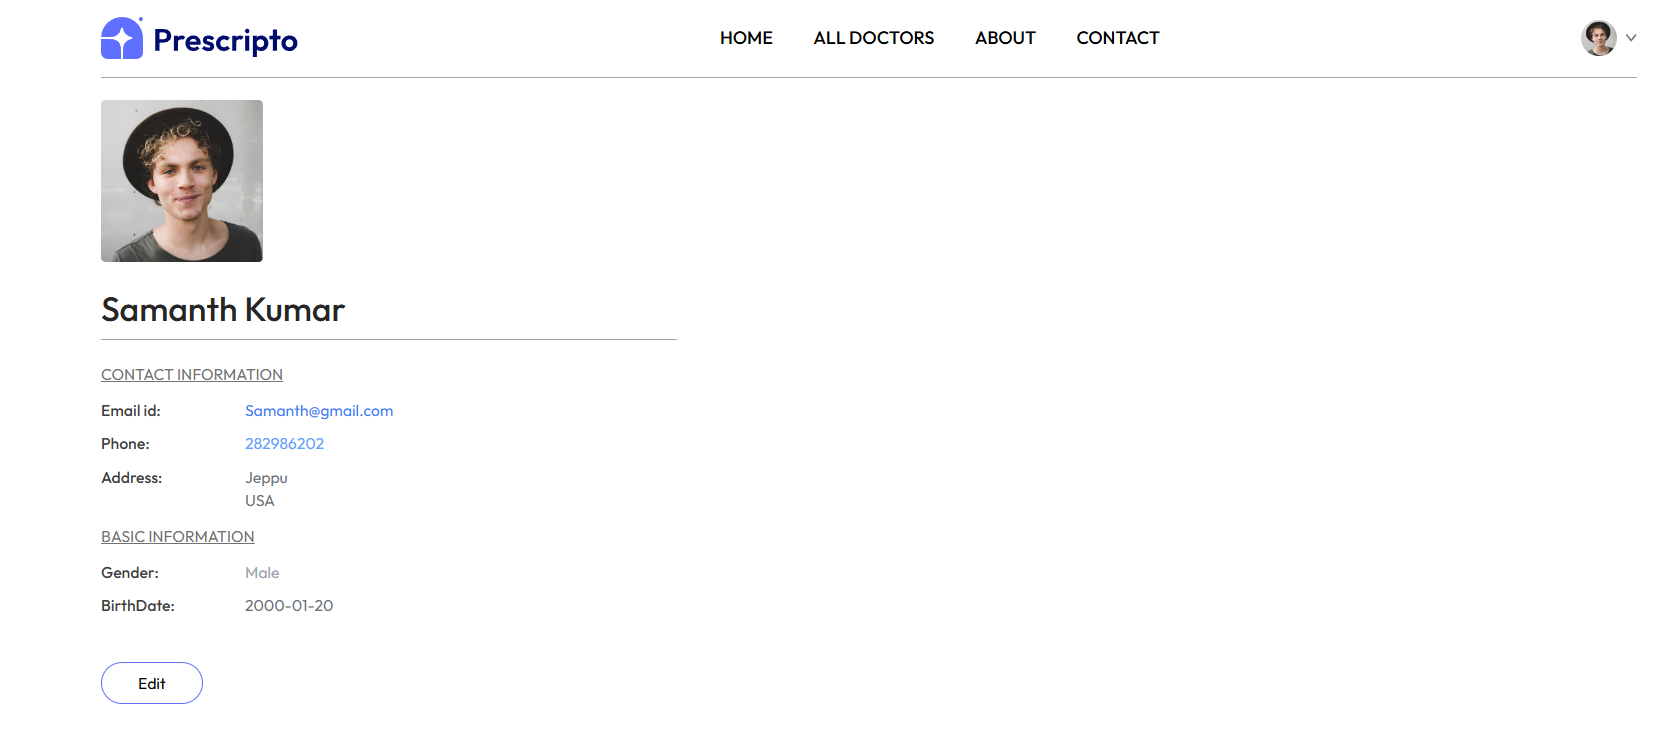 Prescripto
HOME ALL DOCTORS ABOUT CONTACT
Samanth Kumar
CONTACT INFORMATION
Email id: Samanth@gmail.com
Phone: 282986202
Address: Jeppu
USA
BASIC INFORMATION
Gender: Male
BirthDate: 2000-01-20
Edit